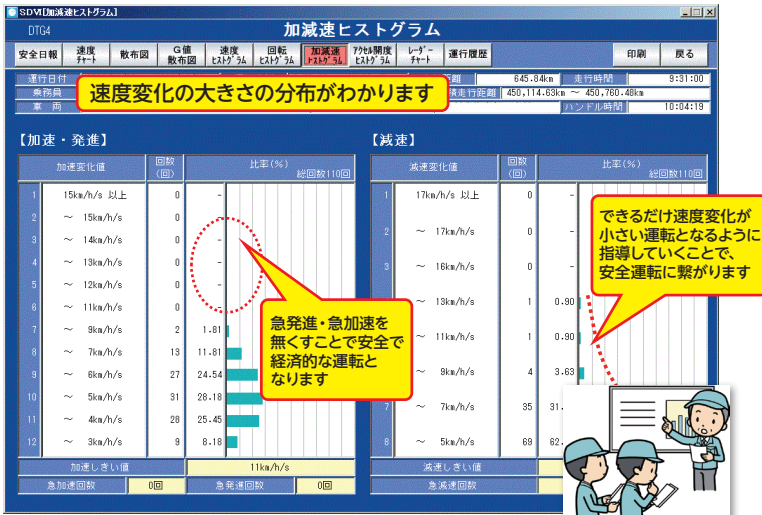 SDVI[加減速ヒストグラム]
DTG4 加減速ヒストグラム
安全日報 速度チャート 散布図 G値散布図 速度ヒストグラム 回転ヒストグラム 加減速ヒストグラム アクセル開度ヒストグラム レーダーチャート 運行履歴 印刷 戻る
運行日付 645.84km 走行時間 9:31:00
乗務員 走行距離 450,114.63km ～ 450,760.48km
車両 ハンドル時間 10:04:19
速度変化の大きさの分布がわかります
【加速・発進】
加速変化値 回数(回) 比率(%) 総回数110回
1 15km/h/s 以上 0 -
2 ～ 15km/h/s 0 -
3 ～ 14km/h/s 0 -
4 ～ 13km/h/s 0 -
5 ～ 12km/h/s 0 -
6 ～ 11km/h/s 0 -
7 ～ 9km/h/s 2 1.81
8 ～ 7km/h/s 13 11.81
9 ～ 6km/h/s 27 24.54
10 ～ 5km/h/s 31 28.18
11 ～ 4km/h/s 28 25.45
12 ～ 3km/h/s 9 8.18
加速しきい値 11km/h/s
急加速回数 0回 急発進回数 0回
急発進・急加速を
無くすことで安全で
経済的な運転と
なります
【減速】
減速変化値 回数(回) 比率(%) 総回数110回
1 17km/h/s 以上 0 -
2 ～ 17km/h/s 0 -
3 ～ 16km/h/s 0 -
～ 13km/h/s 1 0.90
～ 11km/h/s 1 0.90
～ 9km/h/s 4 3.63
7 ～ 7km/h/s 35 31.
8 ～ 5km/h/s 69 62.
減速しきい値
急減速回数
できるだけ速度変化が
小さい運転となるように
指導していくことで、
安全運転に繋がります